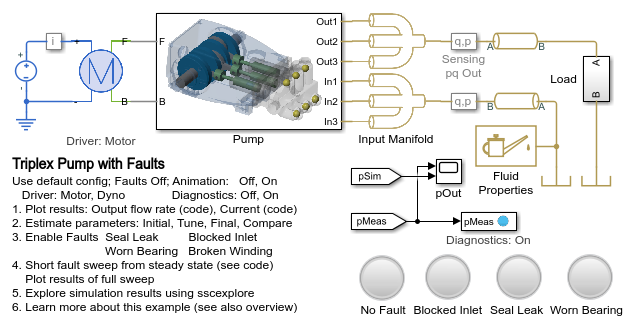 i
F
F
M
B
B
Driver: Motor
Out1
Out2
Out3
In1
In2
In3
Pump
Input Manifold
q,p
Sensing
pq Out
q,p
A
B
B
A
A
B
Load
Fluid
Properties
Triplex Pump with Faults
Use default config; Faults Off; Animation: Off, On
Driver: Motor, Dyno Diagnostics: Off, On
1. Plot results: Output flow rate (code), Current (code)
2. Estimate parameters: Initial, Tune, Final, Compare
3. Enable Faults Seal Leak Blocked Inlet
Worn Bearing Broken Winding
4. Short fault sweep from steady state (see code)
Plot results of full sweep
5. Explore simulation results using sscexplore
6. Learn more about this example (see also overview)
pSim
pOut
pMeas
pMeas
Diagnostics: On
No Fault Blocked Inlet Seal Leak Worn Bearing